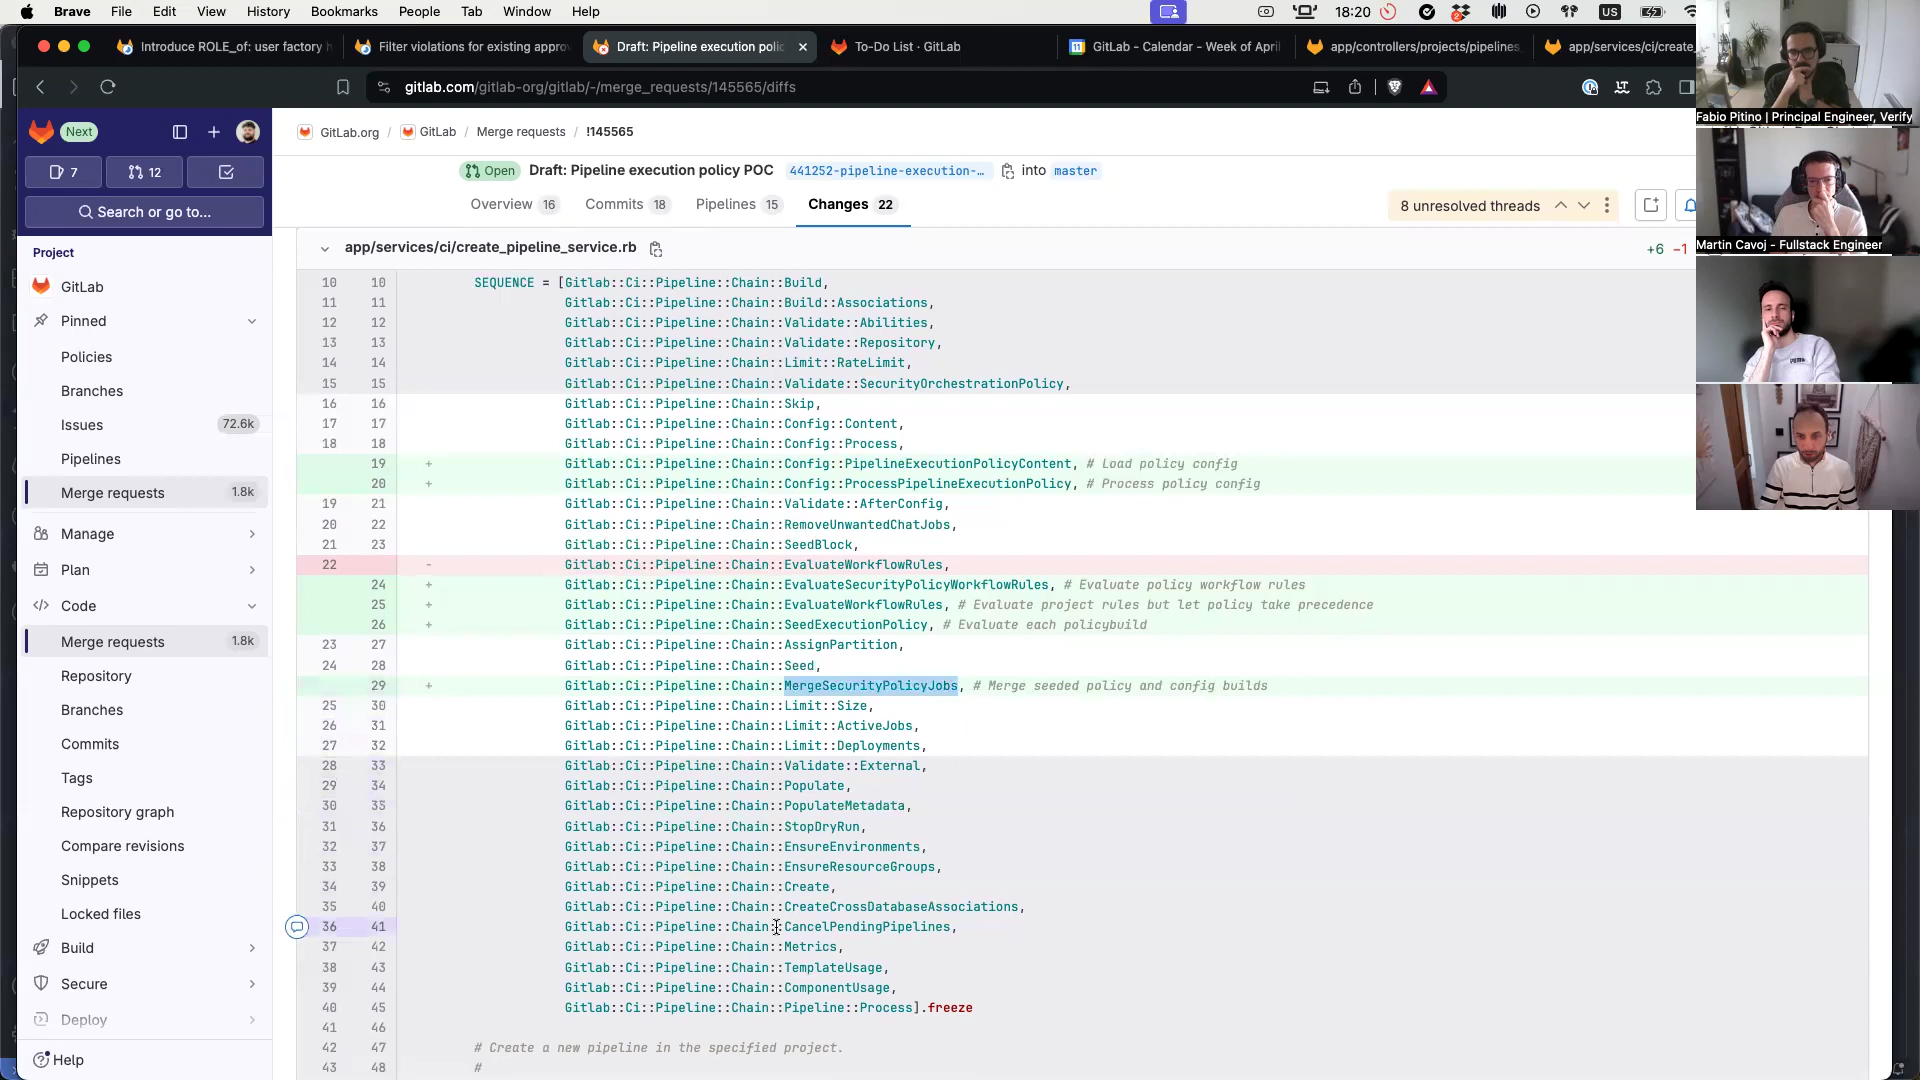 Brave File Edit View History Bookmarks People Tab Window Help 18:20 US
Introduce ROLE_of: user factory h
Filter violations for existing appro
Draft: Pipeline execution polic
To-Do List · GitLab
GitLab - Calendar - Week of April
app/controllers/projects/pipelines_
app/services/ci/create_
gitlab.com/gitlab-org/gitlab/-/merge_requests/145565/diffs
Fabio Pitino | Principal Engineer, Verify
Martin Cavoj - Fullstack Engineer
Next
7
12
Search or go to...
Project
GitLab
Pinned
Policies
Branches
Issues 72.6k
Pipelines
Merge requests 1.8k
Manage
Plan
Code
Merge requests 1.8k
Repository
Branches
Commits
Tags
Repository graph
Compare revisions
Snippets
Locked files
Build
Secure
Deploy
Help
GitLab.org / GitLab / Merge requests / !145565
Open Draft: Pipeline execution policy POC 441252-pipeline-execution-… into master
Overview 16 Commits 18 Pipelines 15 Changes 22
8 unresolved threads
app/services/ci/create_pipeline_service.rb
+6 −1
10 10 SEQUENCE = [Gitlab::Ci::Pipeline::Chain::Build,
11 11 Gitlab::Ci::Pipeline::Chain::Build::Associations,
12 12 Gitlab::Ci::Pipeline::Chain::Validate::Abilities,
13 13 Gitlab::Ci::Pipeline::Chain::Validate::Repository,
14 14 Gitlab::Ci::Pipeline::Chain::Limit::RateLimit,
15 15 Gitlab::Ci::Pipeline::Chain::Validate::SecurityOrchestrationPolicy,
16 16 Gitlab::Ci::Pipeline::Chain::Skip,
17 17 Gitlab::Ci::Pipeline::Chain::Config::Content,
18 18 Gitlab::Ci::Pipeline::Chain::Config::Process,
19 + Gitlab::Ci::Pipeline::Chain::Config::PipelineExecutionPolicyContent, # Load policy config
20 + Gitlab::Ci::Pipeline::Chain::Config::ProcessPipelineExecutionPolicy, # Process policy config
19 21 Gitlab::Ci::Pipeline::Chain::Validate::AfterConfig,
20 22 Gitlab::Ci::Pipeline::Chain::RemoveUnwantedChatJobs,
21 23 Gitlab::Ci::Pipeline::Chain::SeedBlock,
22 - Gitlab::Ci::Pipeline::Chain::EvaluateWorkflowRules,
24 + Gitlab::Ci::Pipeline::Chain::EvaluateSecurityPolicyWorkflowRules, # Evaluate policy workflow rules
25 + Gitlab::Ci::Pipeline::Chain::EvaluateWorkflowRules, # Evaluate project rules but let policy take precedence
26 + Gitlab::Ci::Pipeline::Chain::SeedExecutionPolicy, # Evaluate each policybuild
23 27 Gitlab::Ci::Pipeline::Chain::AssignPartition,
24 28 Gitlab::Ci::Pipeline::Chain::Seed,
29 + Gitlab::Ci::Pipeline::Chain::MergeSecurityPolicyJobs, # Merge seeded policy and config builds
25 30 Gitlab::Ci::Pipeline::Chain::Limit::Size,
26 31 Gitlab::Ci::Pipeline::Chain::Limit::ActiveJobs,
27 32 Gitlab::Ci::Pipeline::Chain::Limit::Deployments,
28 33 Gitlab::Ci::Pipeline::Chain::Validate::External,
29 34 Gitlab::Ci::Pipeline::Chain::Populate,
30 35 Gitlab::Ci::Pipeline::Chain::PopulateMetadata,
31 36 Gitlab::Ci::Pipeline::Chain::StopDryRun,
32 37 Gitlab::Ci::Pipeline::Chain::EnsureEnvironments,
33 38 Gitlab::Ci::Pipeline::Chain::EnsureResourceGroups,
34 39 Gitlab::Ci::Pipeline::Chain::Create,
35 40 Gitlab::Ci::Pipeline::Chain::CreateCrossDatabaseAssociations,
36 41 Gitlab::Ci::Pipeline::Chain::CancelPendingPipelines,
37 42 Gitlab::Ci::Pipeline::Chain::Metrics,
38 43 Gitlab::Ci::Pipeline::Chain::TemplateUsage,
39 44 Gitlab::Ci::Pipeline::Chain::ComponentUsage,
40 45 Gitlab::Ci::Pipeline::Chain::Pipeline::Process].freeze
41 46
42 47 # Create a new pipeline in the specified project.
43 48 #